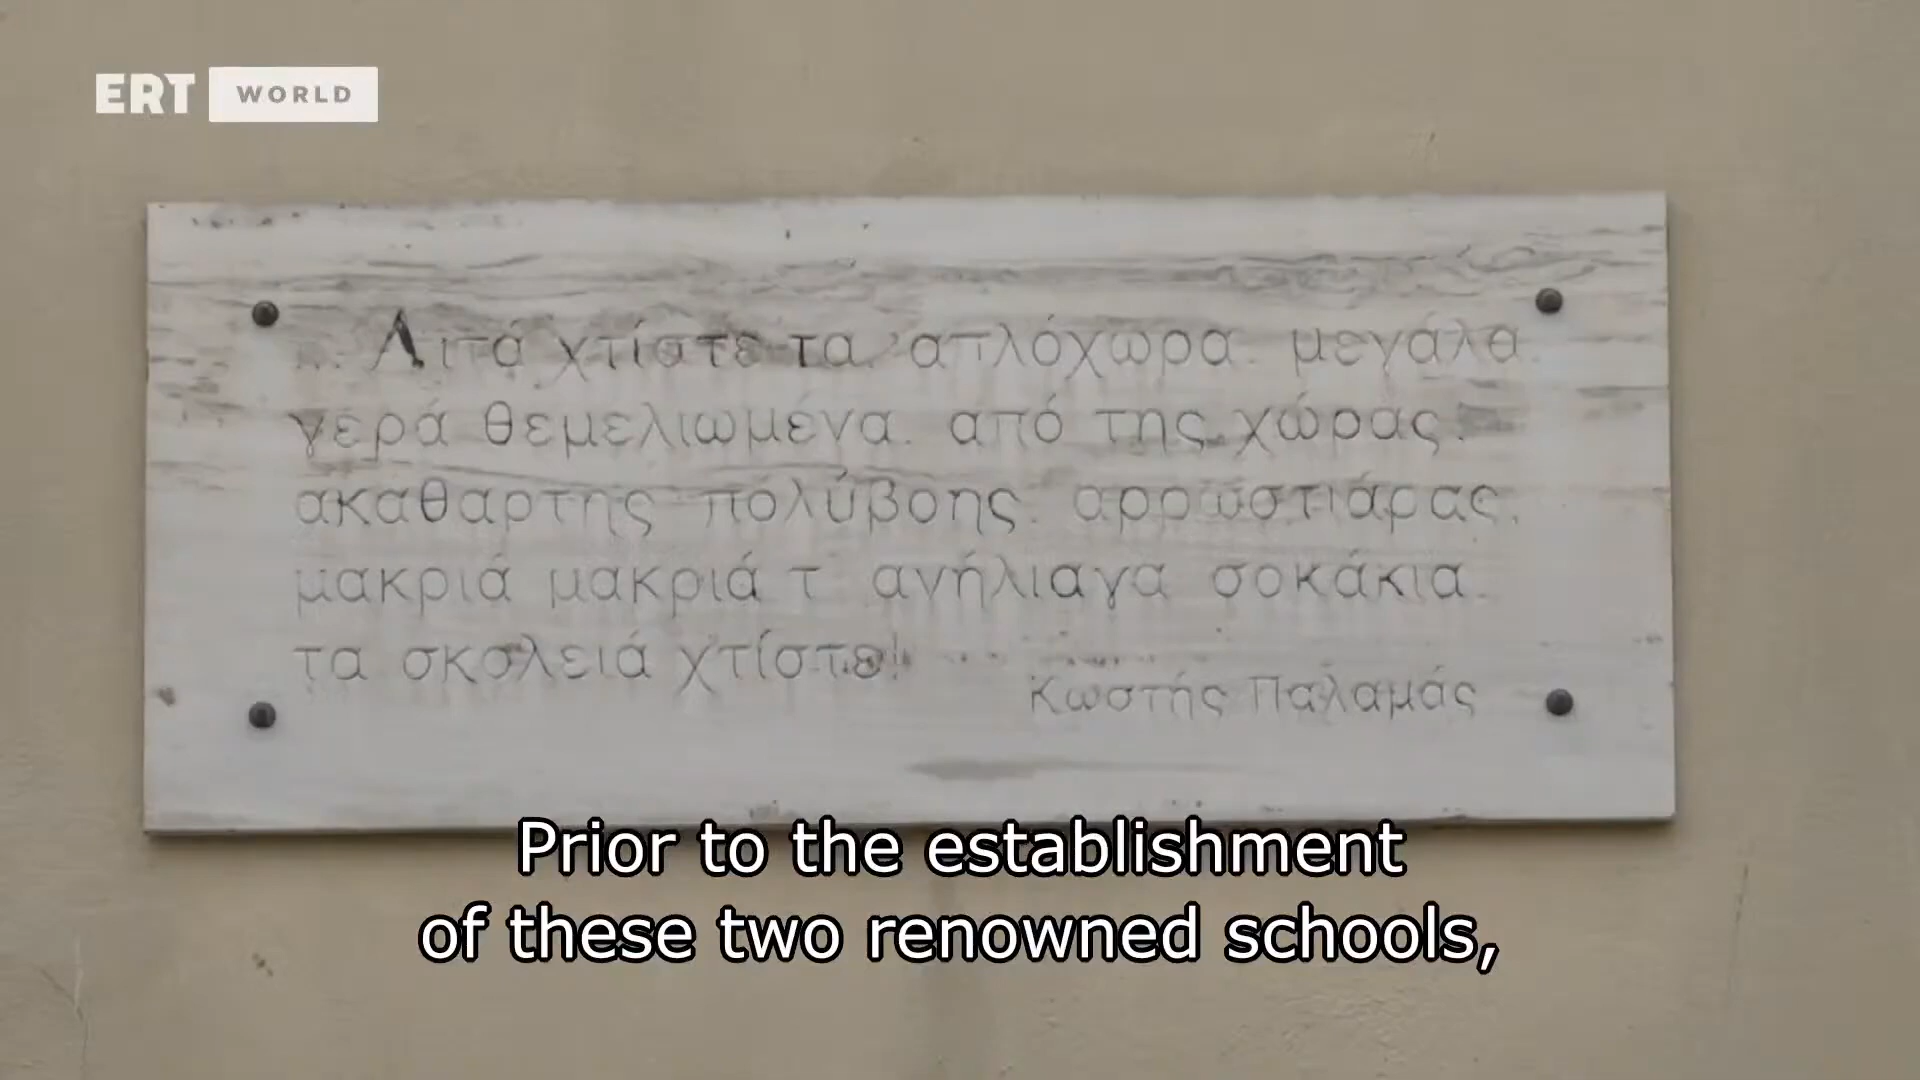 ERT WORLD
... Λιτά χτίστε τα, απλόχωρα, μεγάλα,
γερά θεμελιωμένα, από της χώρας,
ακάθαρτης πολύβοης, αρρωστιάρας,
μακριά μακριά τ' ανήλιαγα σοκάκια,
τα σκολειά χτίστε!
Κωστής Παλαμάς
Prior to the establishment
of these two renowned schools,